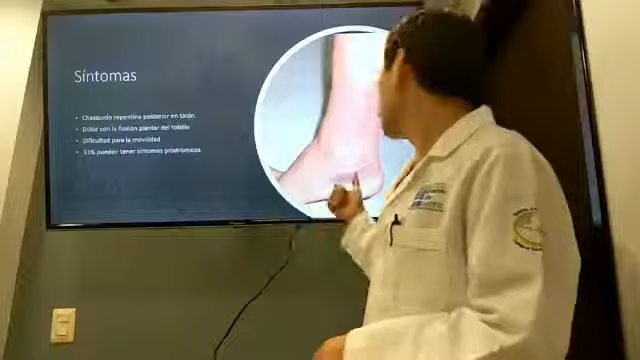 Síntomas
• Chasquido repentino posterior en talón.
• Dolor con la flexión plantar del tobillo
• Dificultad para la movilidad
• 33% pueden tener síntomas prodrómicos